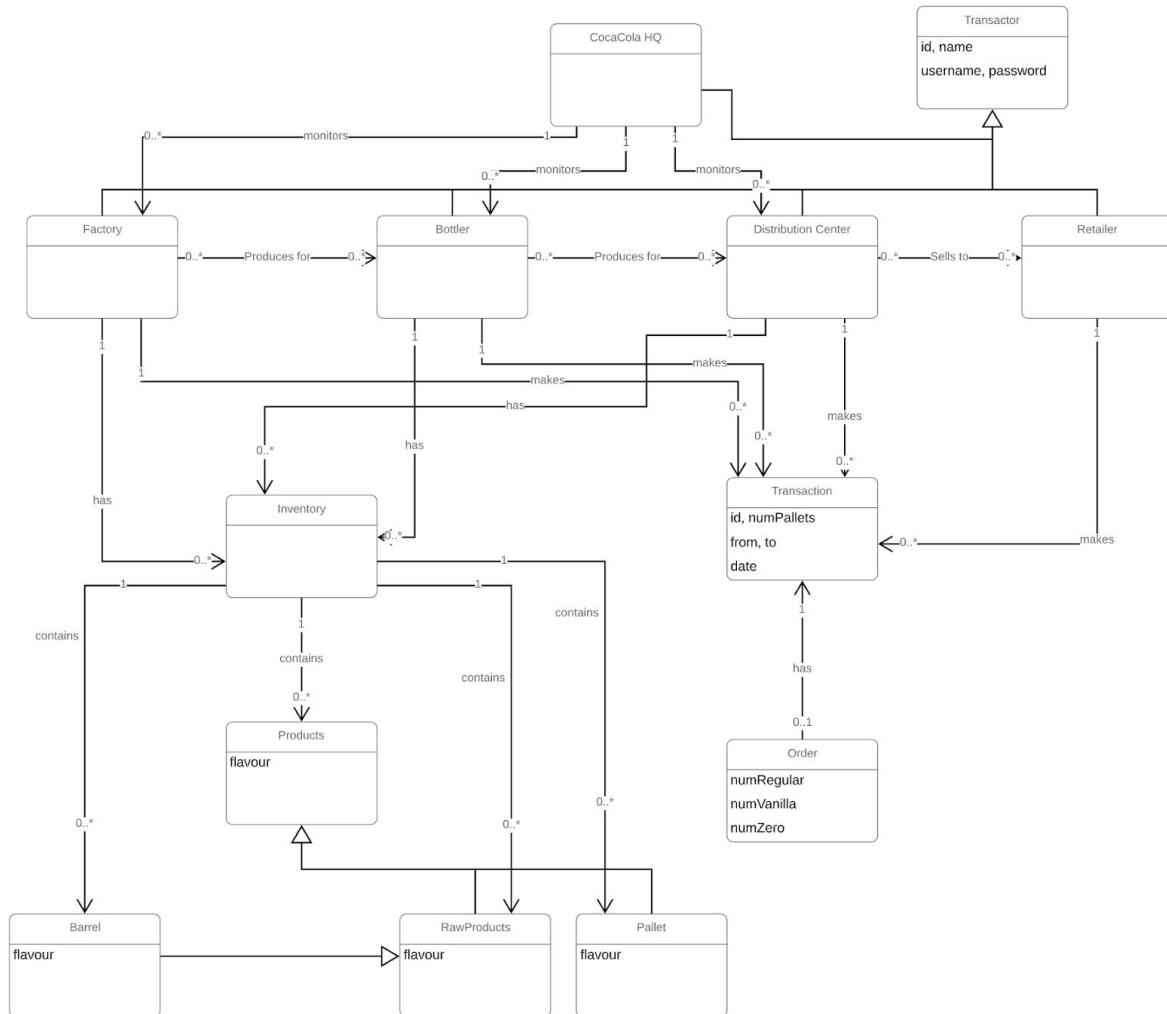 Transactor
id, name
username, password
CocaCola HQ
0..* monitors 1
1
1
monitors
monitors
0..*
0..*
Factory
Bottler
Distribution Center
Retailer
0..* Produces for 0..*
0..* Produces for 0..*
0..* Sells to 0..*
1
1
1
1
1
1
1
1
makes
makes
has
0..*
makes
has
0..*
0..*
0..*
has
Inventory
Transaction
id, numPallets
from, to
date
0..*
0..*
0..*
makes
1
1
1
1
contains
1
contains
contains
contains
has
0..*
0..1
Products
flavour
Order
numRegular
numVanilla
numZero
0..*
0..*
0..*
Barrel
flavour
RawProducts
flavour
Pallet
flavour